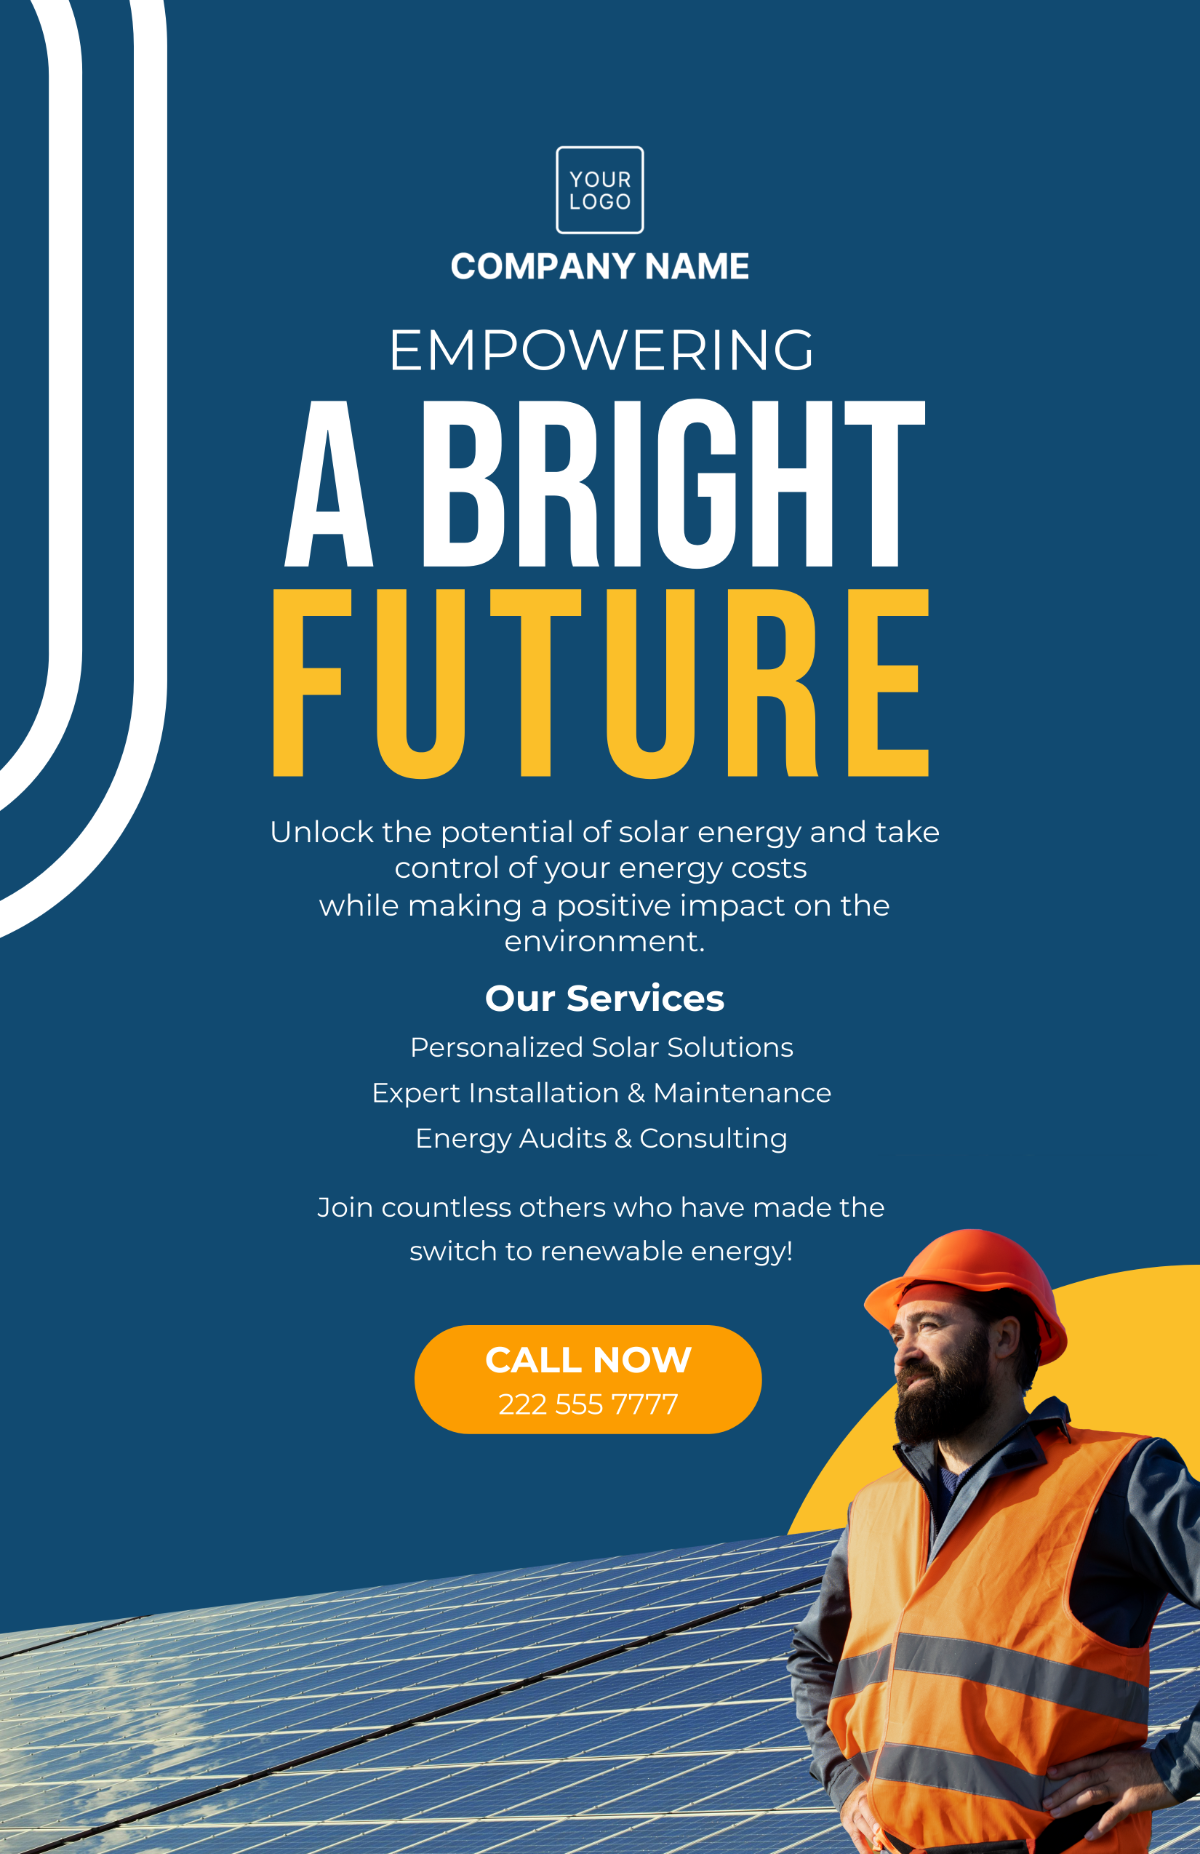 YOUR
LOGO
COMPANY NAME
EMPOWERING
A BRIGHT
FUTURE
Unlock the potential of solar energy and take
control of your energy costs
while making a positive impact on the
environment.
Our Services
Personalized Solar Solutions
Expert Installation & Maintenance
Energy Audits & Consulting
Join countless others who have made the
switch to renewable energy!
CALL NOW
222 555 7777